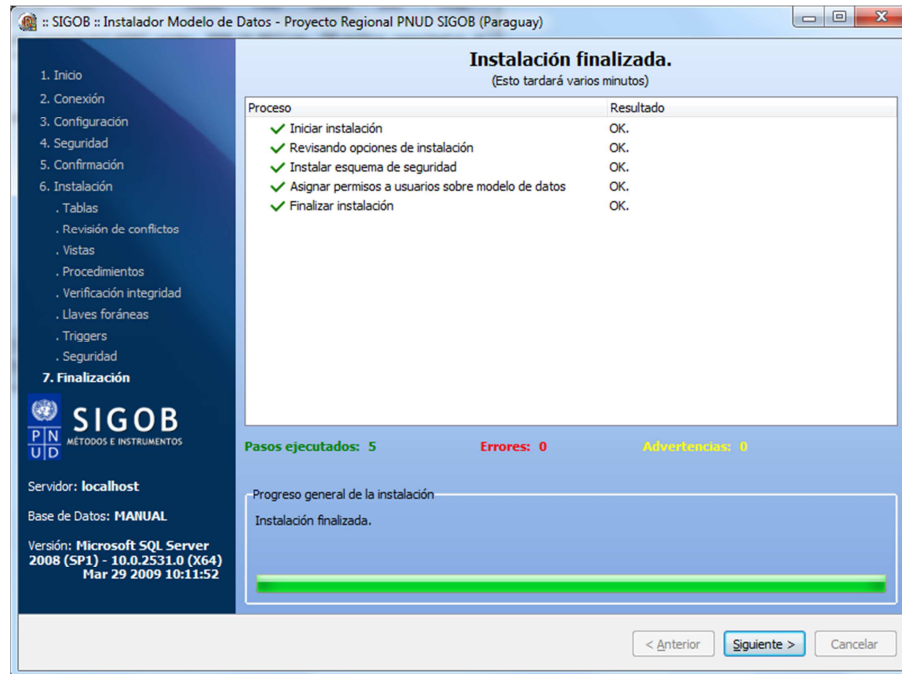 :: SIGOB :: Instalador Modelo de Datos - Proyecto Regional PNUD SIGOB (Paraguay)
1. Inicio
2. Conexión
3. Configuración
4. Seguridad
5. Confirmación
6. Instalación
. Tablas
. Revisión de conflictos
. Vistas
. Procedimientos
. Verificación integridad
. Llaves foráneas
. Triggers
. Seguridad
7. Finalización
PN
UD
SIGOB
MÉTODOS E INSTRUMENTOS
Servidor: localhost
Base de Datos: MANUAL
Versión: Microsoft SQL Server
2008 (SP1) - 10.0.2531.0 (X64)
Mar 29 2009 10:11:52
Instalación finalizada.
(Esto tardará varios minutos)
Proceso Resultado
Iniciar instalación OK.
Revisando opciones de instalación OK.
Instalar esquema de seguridad OK.
Asignar permisos a usuarios sobre modelo de datos OK.
Finalizar instalación OK.
Pasos ejecutados: 5 Errores: 0 Advertencias: 0
Progreso general de la instalación
Instalación finalizada.
< Anterior Siguiente > Cancelar